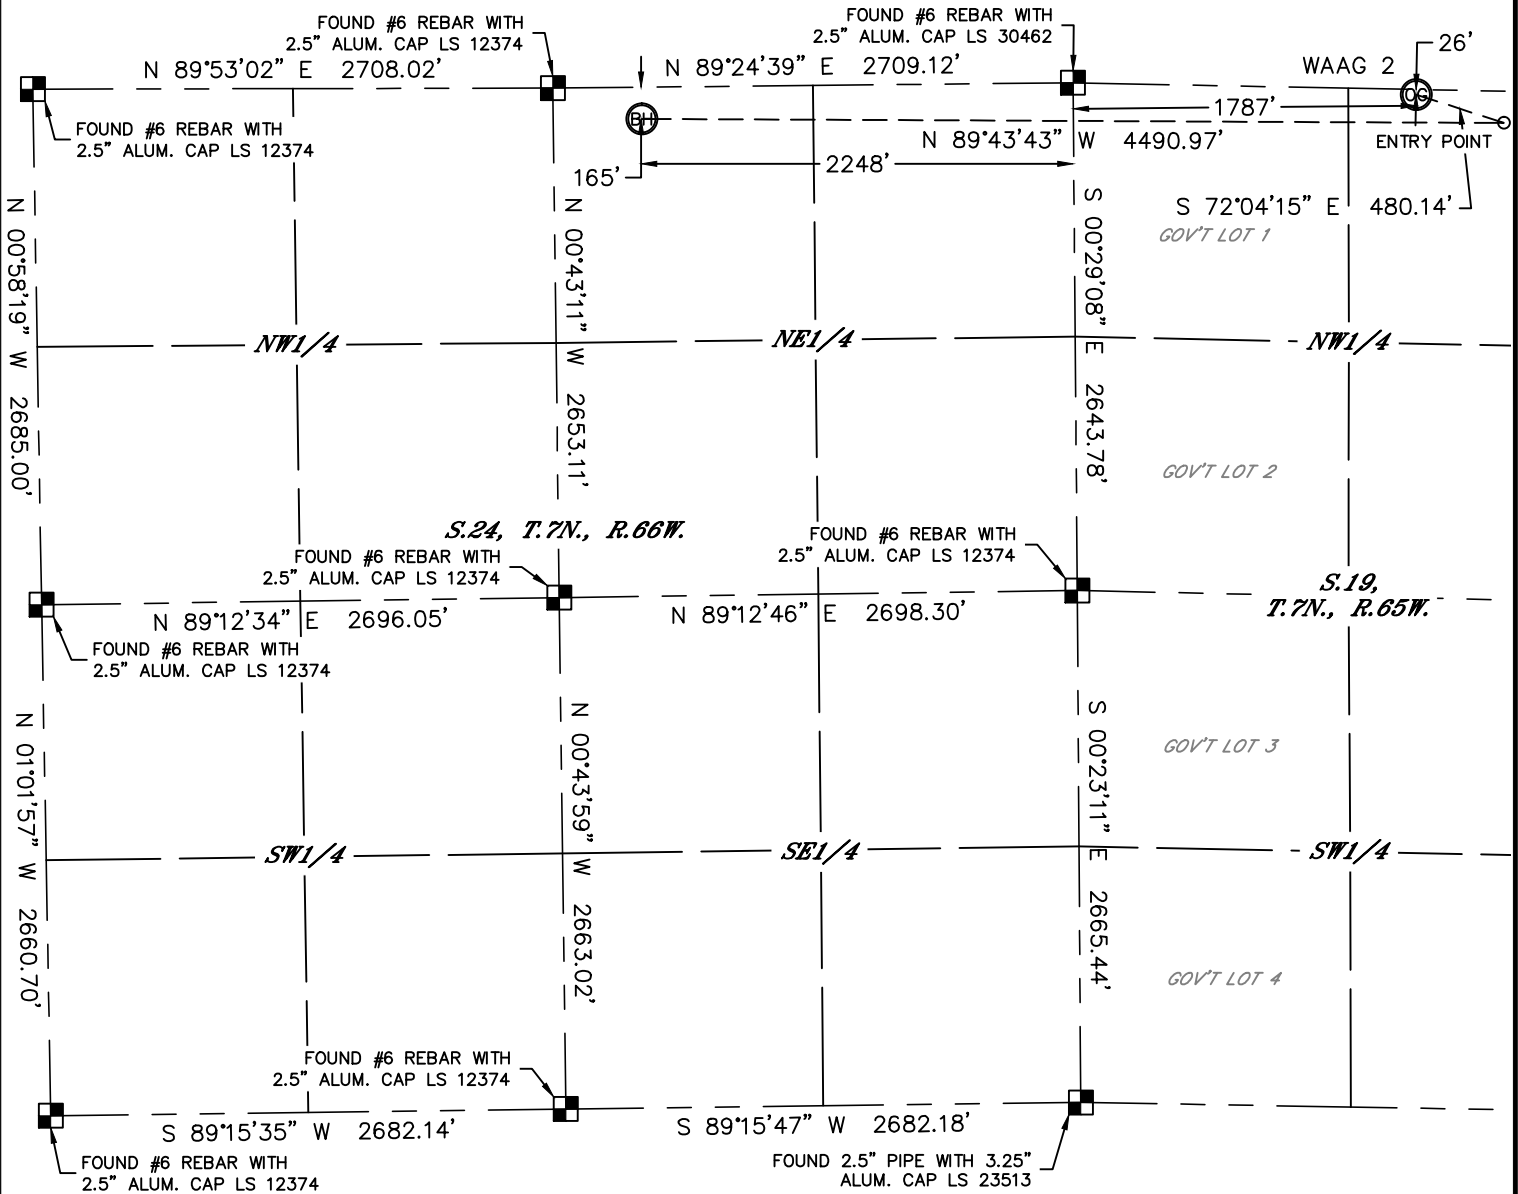 FOUND #6 REBAR WITH
2.5" ALUM. CAP LS 12374
FOUND #6 REBAR WITH
2.5" ALUM. CAP LS 30462
26'
N 89°53'02" E 2708.02'
N 89°24'39" E 2709.12'
WAAG 2
OG
1787'
BH
FOUND #6 REBAR WITH
2.5" ALUM. CAP LS 12374
N 89°43'43" W 4490.97'
ENTRY POINT
2248'
165'
S 72°04'15" E 480.14'
GOV'T LOT 1
N 00°58'19" W 2685.00'
N 00°43'11" W 2653.11'
S 00°29'08" E 2643.78'
NW1/4
NE1/4
NW1/4
GOV'T LOT 2
S.24, T.7N., R.66W.
FOUND #6 REBAR WITH
2.5" ALUM. CAP LS 12374
FOUND #6 REBAR WITH
2.5" ALUM. CAP LS 12374
S.19,
T.7N., R.65W.
N 89°12'34" E 2696.05'
N 89°12'46" E 2698.30'
FOUND #6 REBAR WITH
2.5" ALUM. CAP LS 12374
N 01°01'57" W 2660.70'
N 00°43'59" W 2663.02'
S 00°23'11" E 2665.44'
GOV'T LOT 3
SW1/4
SE1/4
SW1/4
GOV'T LOT 4
FOUND #6 REBAR WITH
2.5" ALUM. CAP LS 12374
S 89°15'35" W 2682.14'
S 89°15'47" W 2682.18'
FOUND #6 REBAR WITH
2.5" ALUM. CAP LS 12374
FOUND 2.5" PIPE WITH 3.25"
ALUM. CAP LS 23513